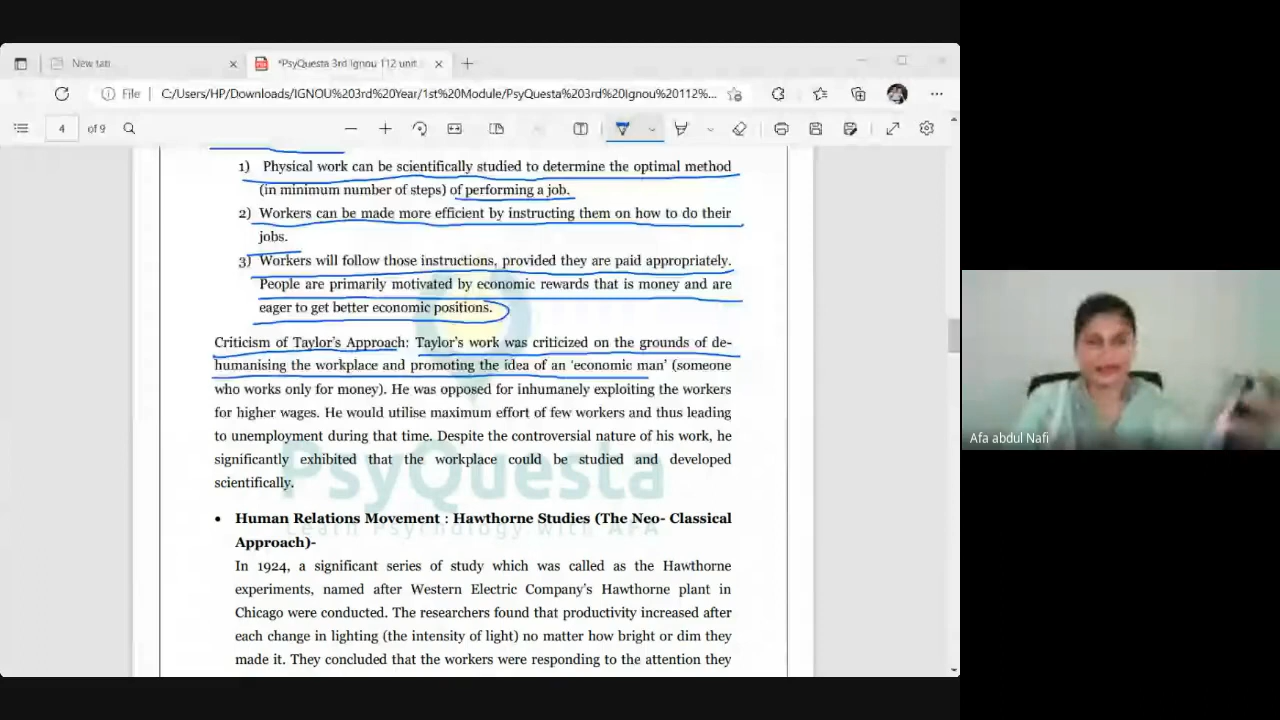 New tab
*PsyQuesta 3rd Ignou 112 unit
File
C:/Users/HP/Downloads/IGNOU%203rd%20Year/1st%20Module/PsyQuesta%203rd%20Ignou%20112%...
4 of 9
1) Physical work can be scientifically studied to determine the optimal method
(in minimum number of steps) of performing a job.
2) Workers can be made more efficient by instructing them on how to do their
jobs.
3) Workers will follow those instructions, provided they are paid appropriately.
People are primarily motivated by economic rewards that is money and are
eager to get better economic positions.
Criticism of Taylor's Approach: Taylor's work was criticized on the grounds of de-
humanising the workplace and promoting the idea of an 'economic man' (someone
who works only for money). He was opposed for inhumanely exploiting the workers
for higher wages. He would utilise maximum effort of few workers and thus leading
to unemployment during that time. Despite the controversial nature of his work, he
significantly exhibited that the workplace could be studied and developed
scientifically.
PsyQuesta
Learn Psychology with AFA
• Human Relations Movement : Hawthorne Studies (The Neo- Classical
Approach)-
In 1924, a significant series of study which was called as the Hawthorne
experiments, named after Western Electric Company's Hawthorne plant in
Chicago were conducted. The researchers found that productivity increased after
each change in lighting (the intensity of light) no matter how bright or dim they
made it. They concluded that the workers were responding to the attention they
Afa abdul Nafi